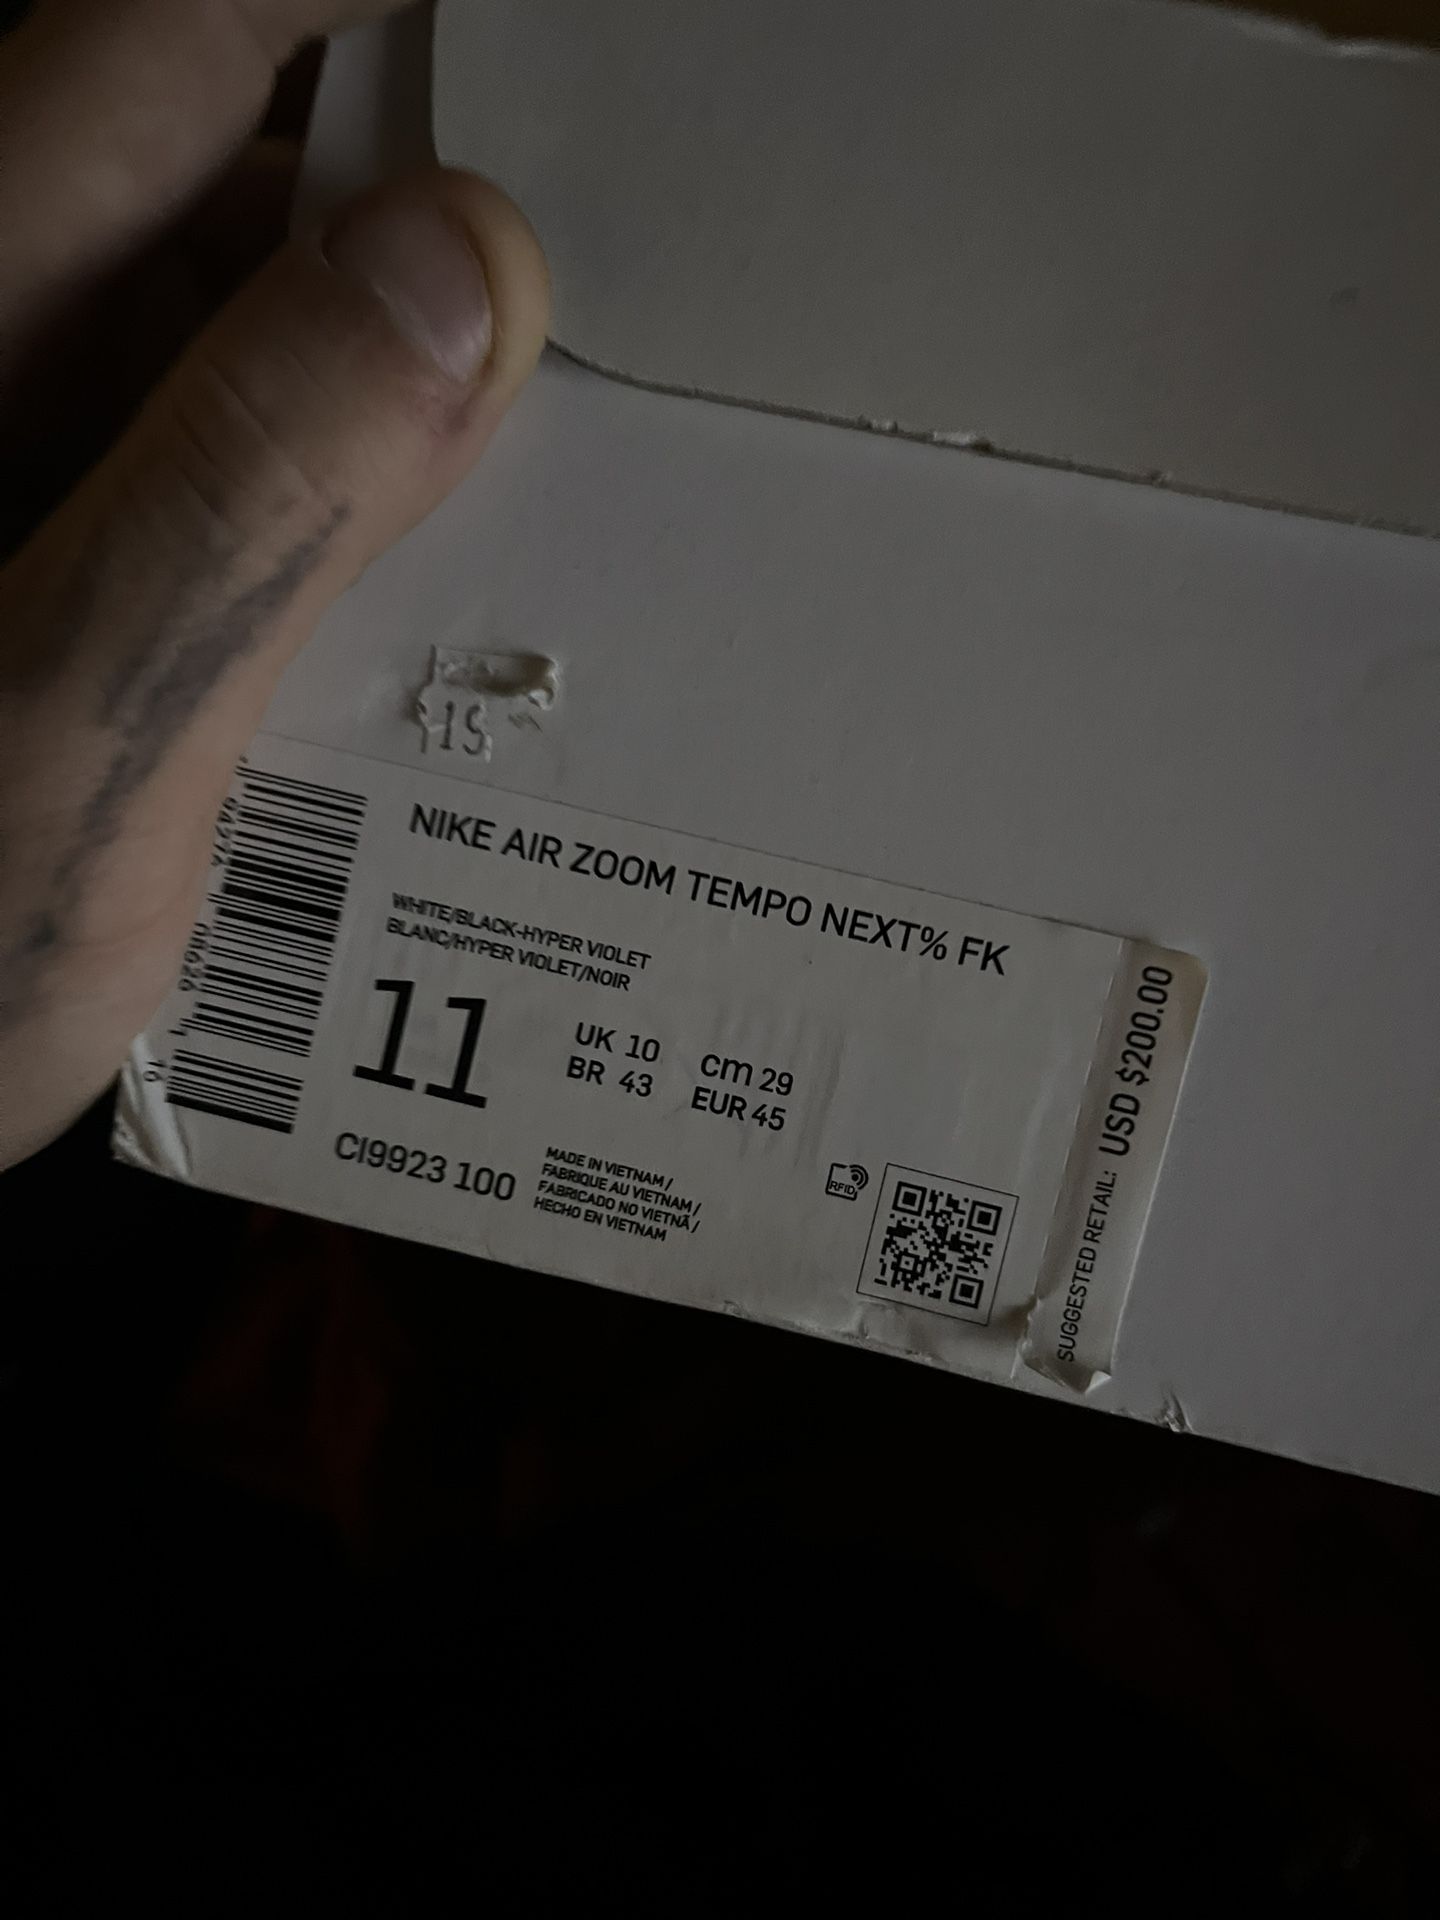 NIKE AIR ZOOM TEMPO NEXT% FK
WHITE/BLACK-HYPER VIOLET
BLANC/HYPER VIOLET/NOIR
11
UK 10
BR 43
cm 29
EUR 45
CI9923 100
MADE IN VIETNAM /
FABRIQUE AU VIETNAM /
FABRICADO NO VIETNÃ /
HECHO EN VIETNAM
RFID
SUGGESTED RETAIL: USD $200.00